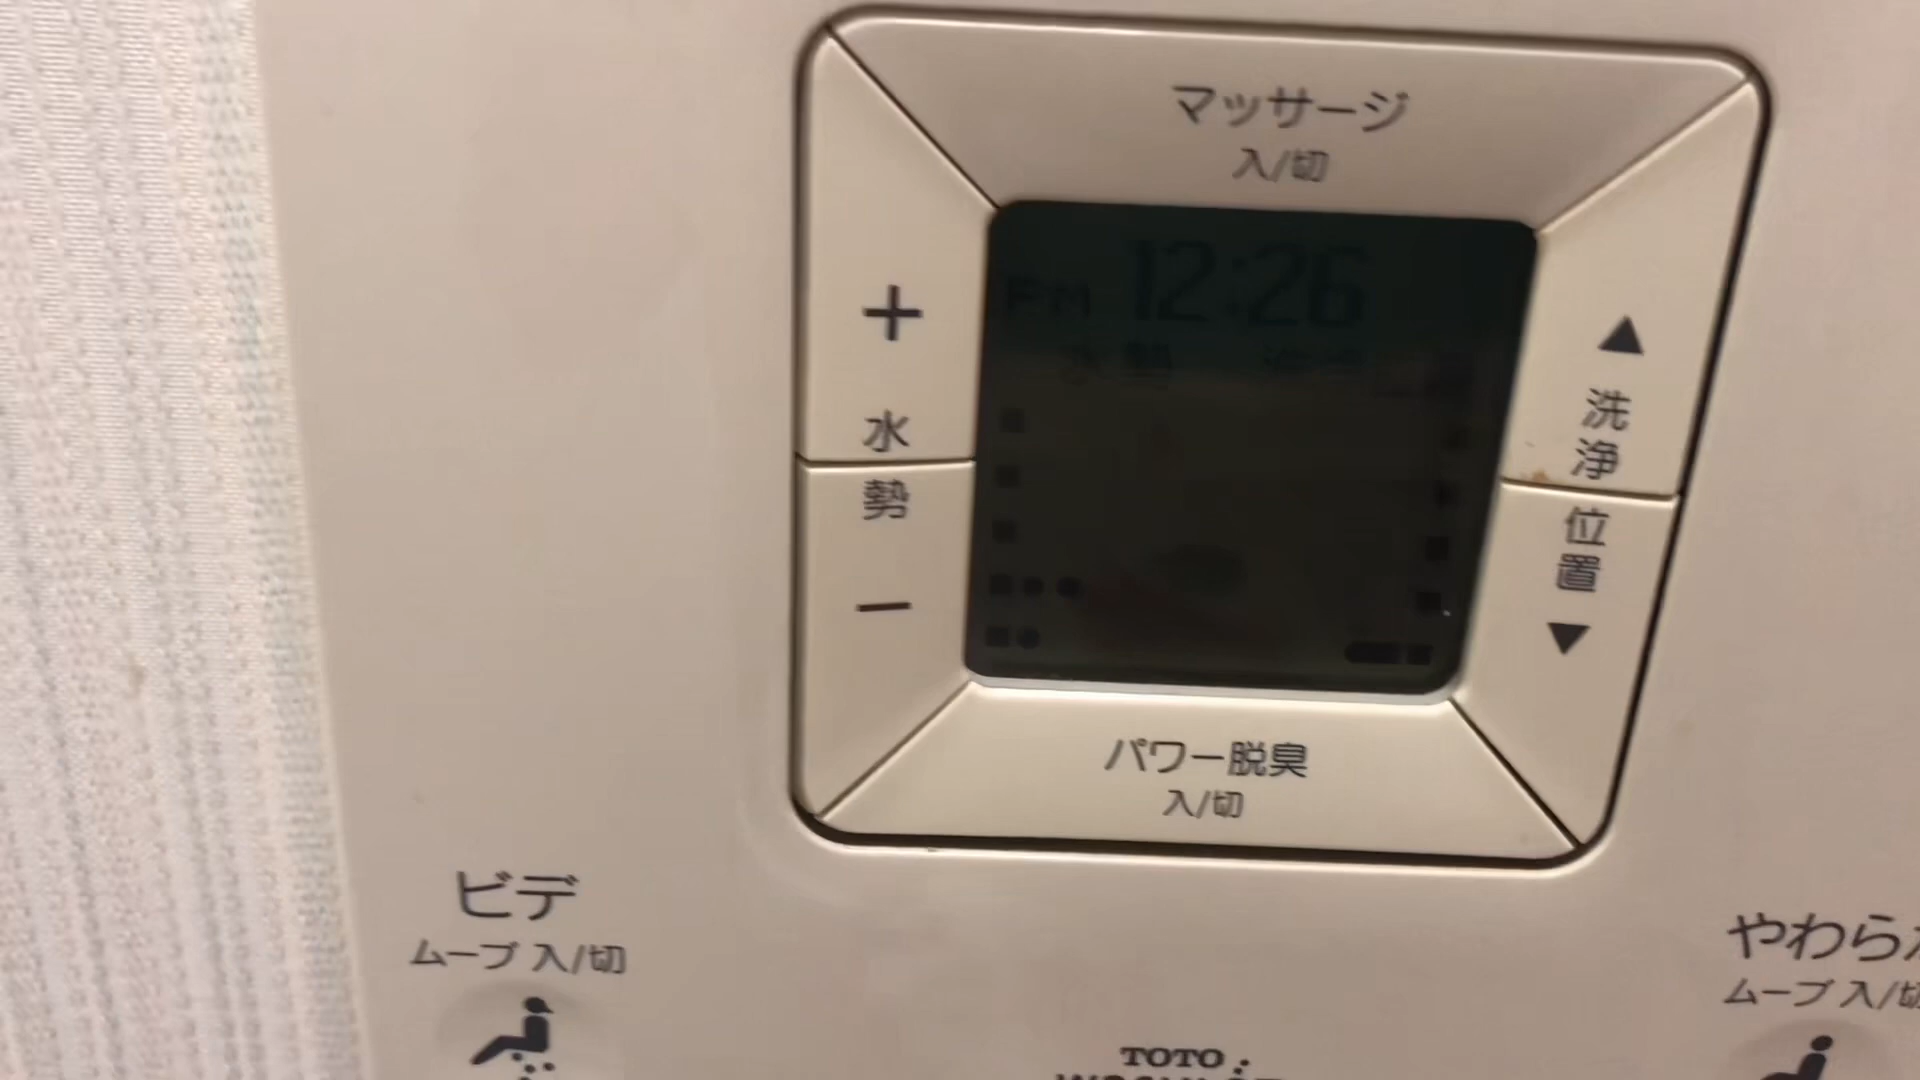 マッサージ
入/切
PM 12:26
水勢
+
水勢
−
▲
洗浄位置
▼
パワー脱臭
入/切
ビデ
ムーブ 入/切
やわら
ムーブ 入/切
TOTO